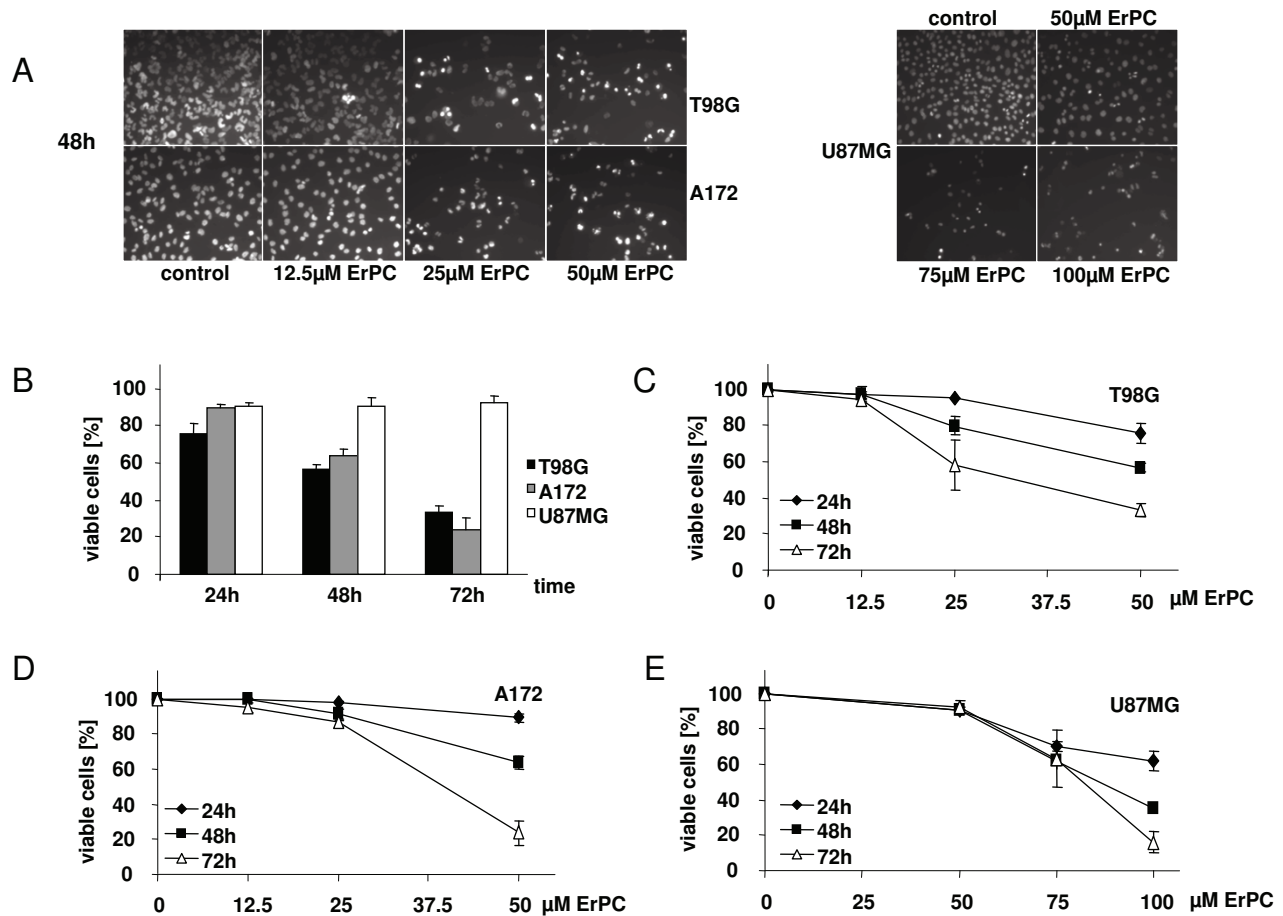 A
48h
T98G
A172
control 12.5µM ErPC 25µM ErPC 50µM ErPC
control 50µM ErPC
U87MG
75µM ErPC 100µM ErPC
B
viable cells [%]
100
80
60
40
20
0
24h 48h 72h time
T98G
A172
U87MG
C
T98G
viable cells [%]
100
80
60
40
20
0
24h
48h
72h
0 12.5 25 37.5 50 µM ErPC
D
A172
viable cells [%]
100
80
60
40
20
0
24h
48h
72h
0 12.5 25 37.5 50 µM ErPC
E
U87MG
viable cells [%]
100
80
60
40
20
0
24h
48h
72h
0 25 50 75 100 µM ErPC